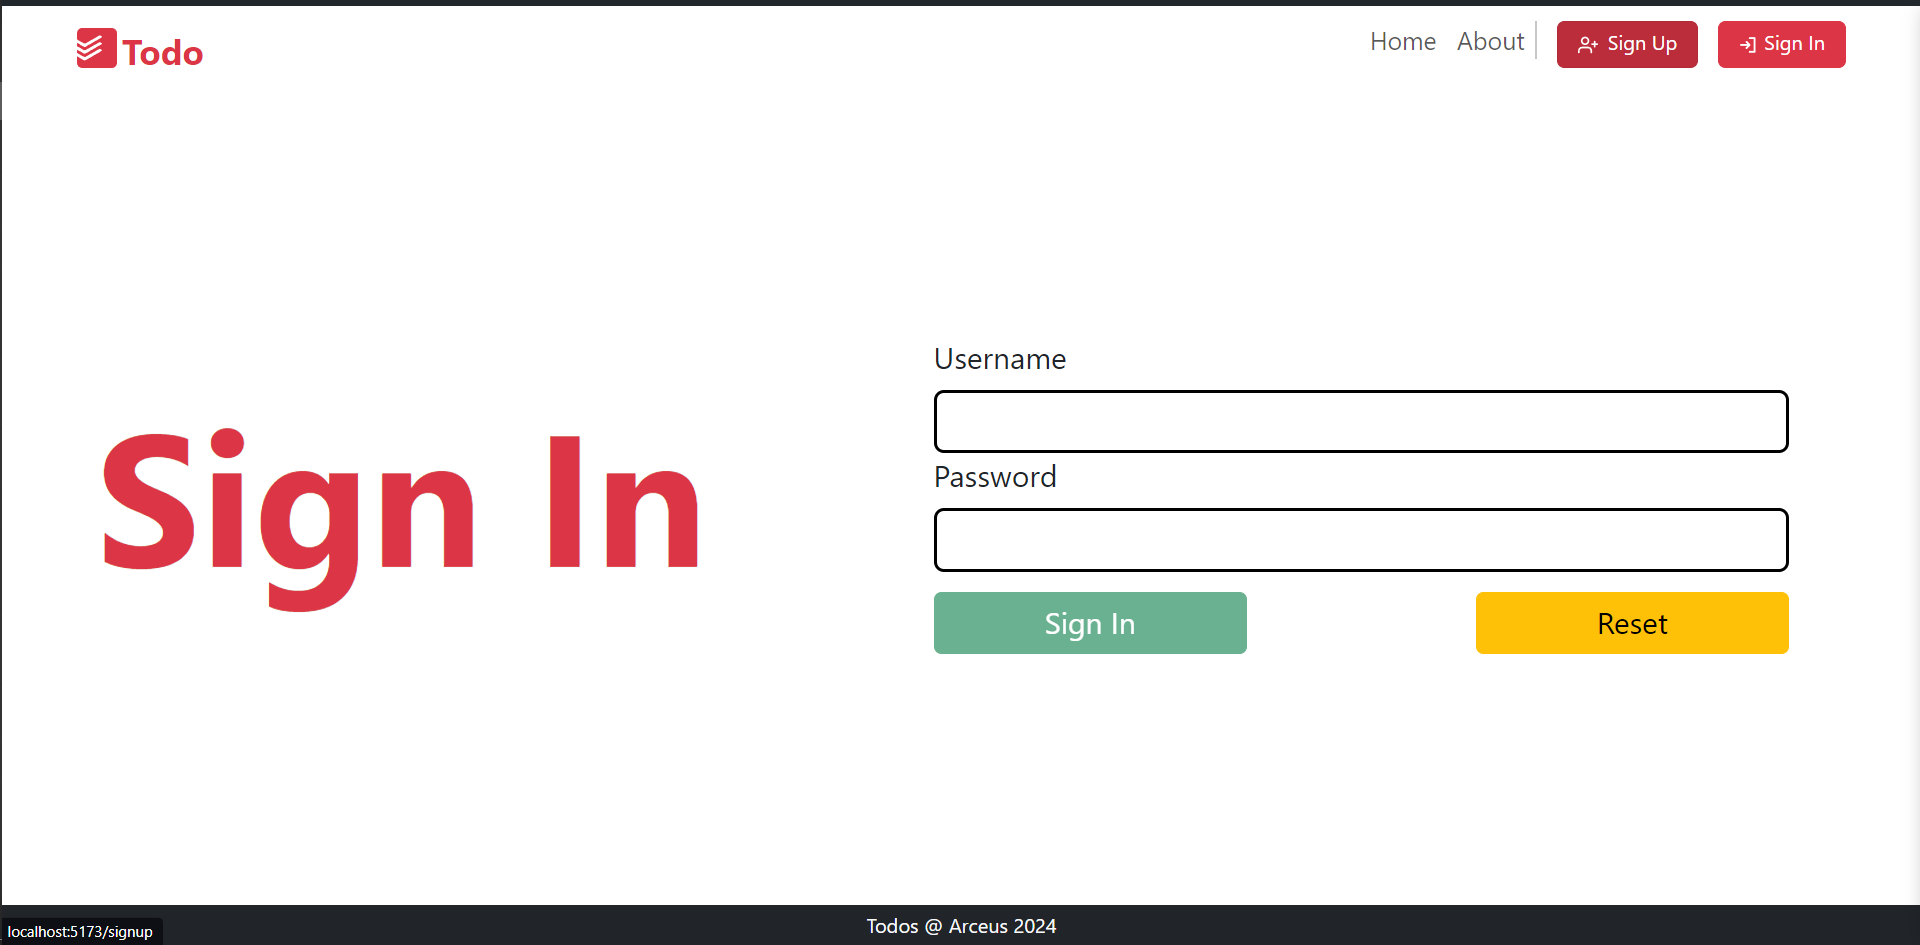 Todo
Home About Sign Up Sign In
Sign In
Username
Password
Sign In Reset
Todos @ Arceus 2024
localhost:5173/signup